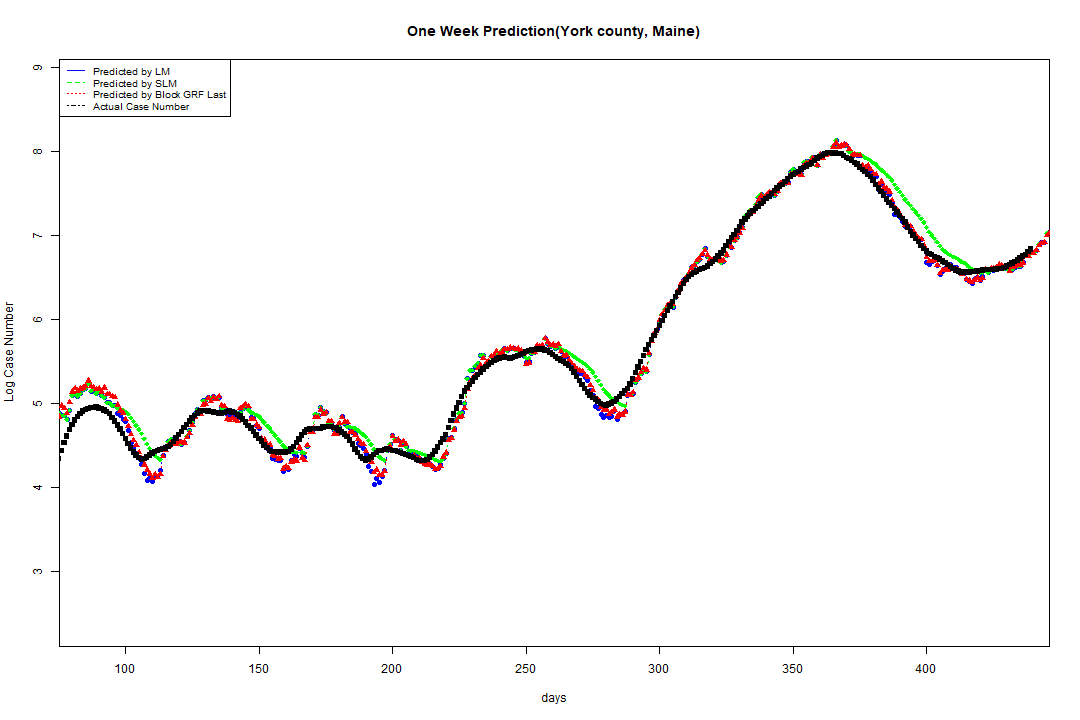 One Week Prediction(York county, Maine)
Predicted by LM
Predicted by SLM
Predicted by Block GRF Last
Actual Case Number
9
8
7
6
5
4
3
Log Case Number
100 150 200 250 300 350 400
days